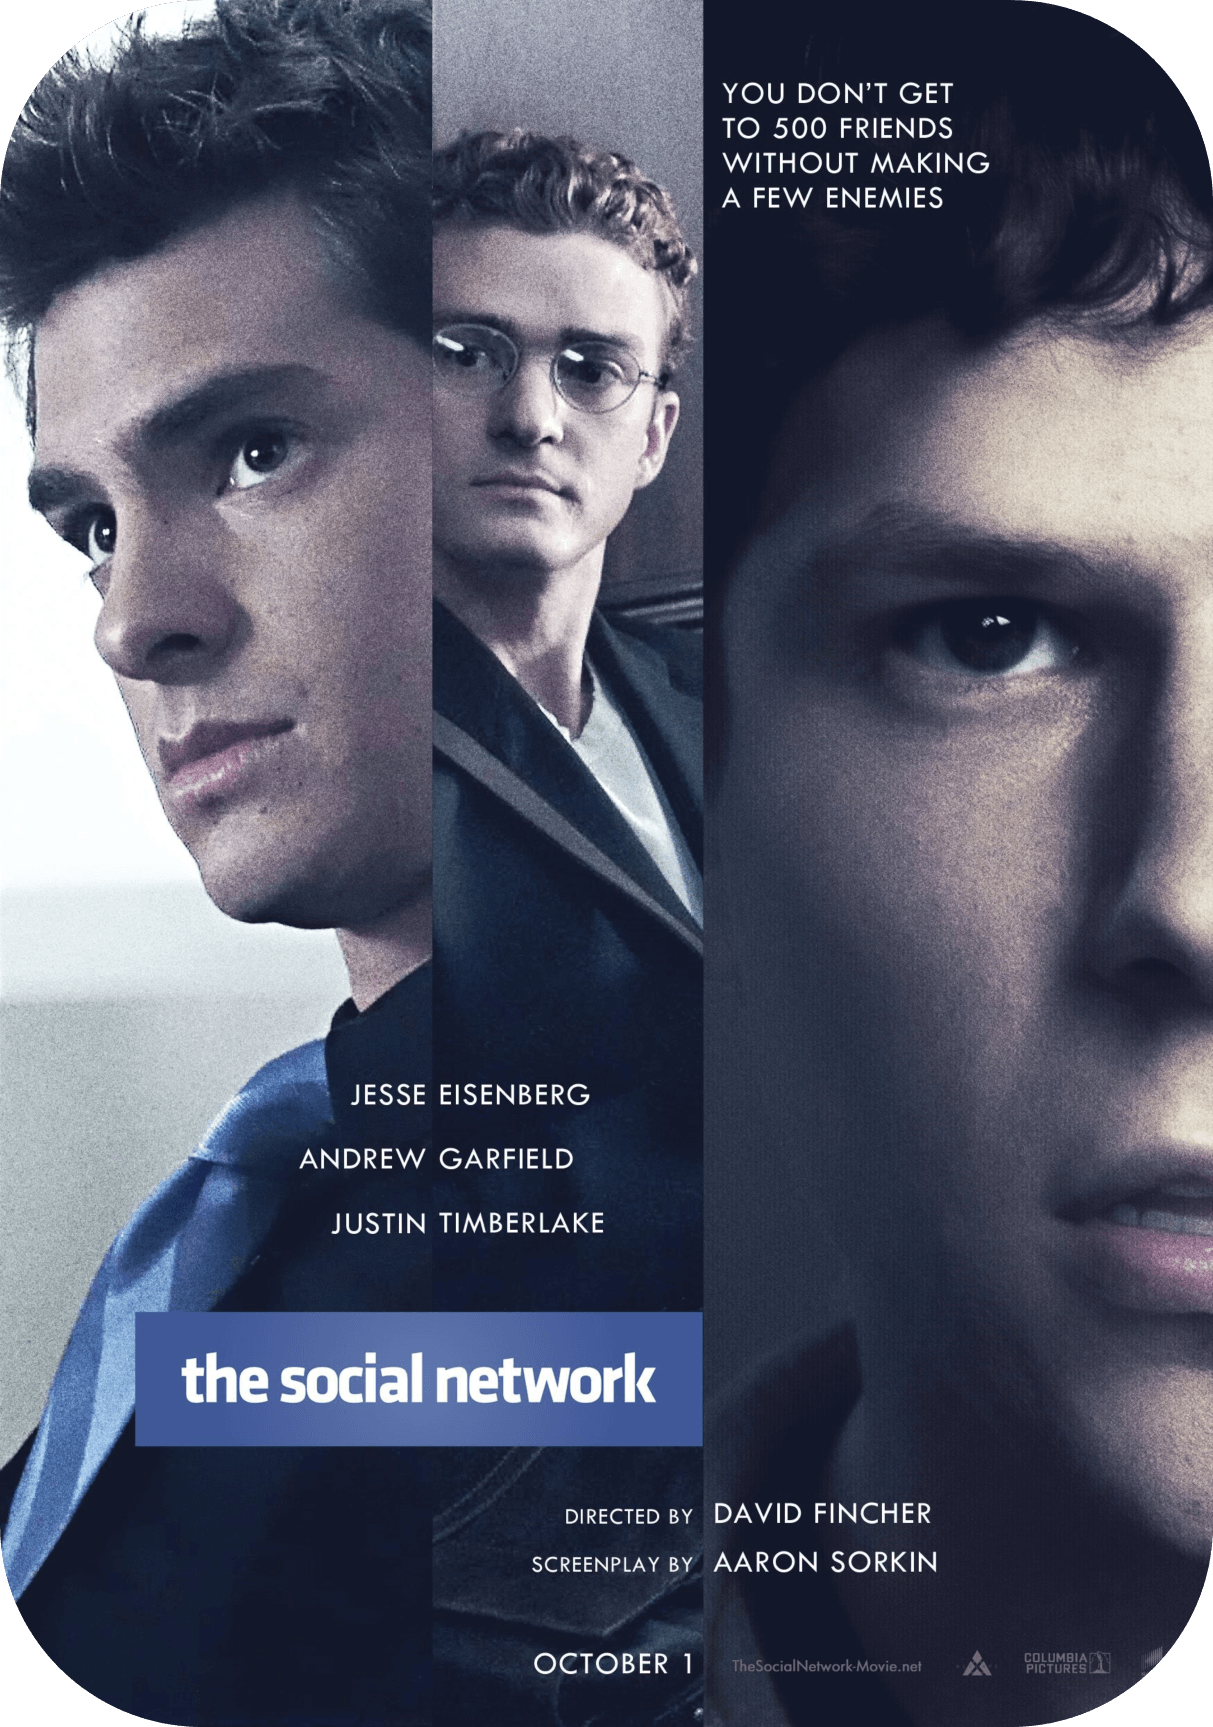 YOU DON'T GET
TO 500 FRIENDS
WITHOUT MAKING
A FEW ENEMIES
JESSE EISENBERG
ANDREW GARFIELD
JUSTIN TIMBERLAKE
the social network
DIRECTED BY DAVID FINCHER
SCREENPLAY BY AARON SORKIN
OCTOBER 1 TheSocialNetwork-Movie.net COLUMBIA
PICTURES